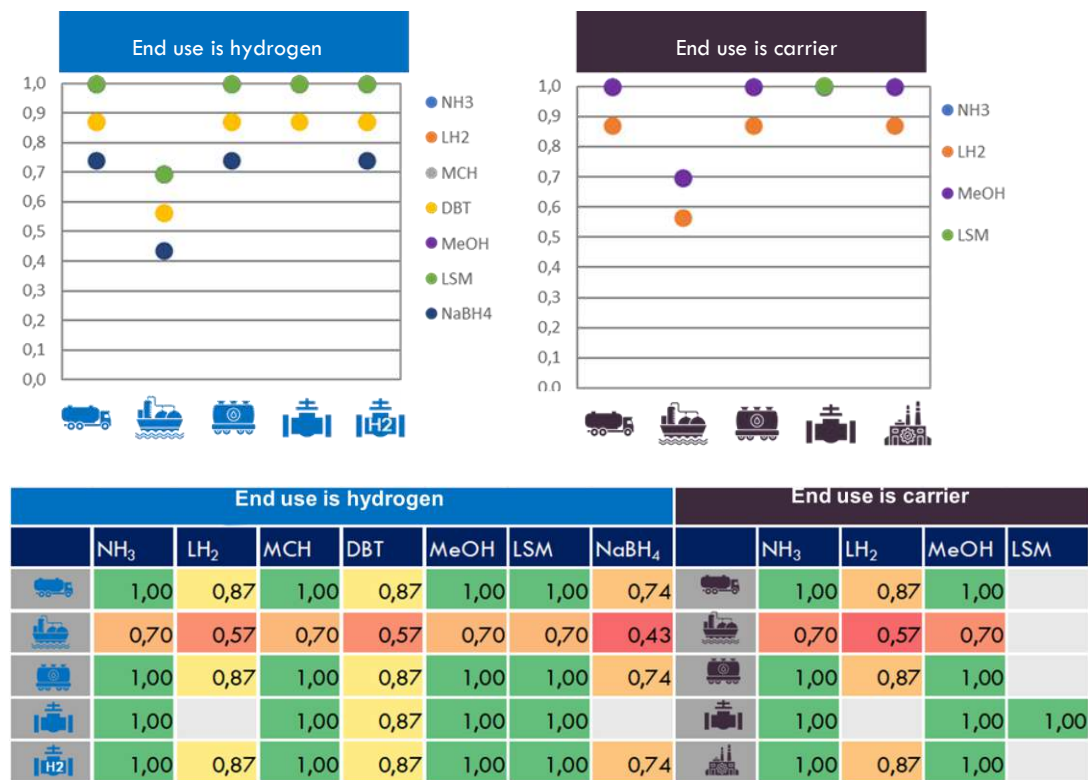 End use is hydrogen
1,0
0,9
0,8
0,7
0,6
0,5
0,4
0,3
0,2
0,1
0,0
NH3
LH2
MCH
DBT
MeOH
LSM
NaBH4
H2
End use is carrier
1,0
0,9
0,8
0,7
0,6
0,5
0,4
0,3
0,2
0,1
0,0
NH3
LH2
MeOH
LSM
End use is hydrogen End use is carrier
NH₃ LH₂ MCH DBT MeOH LSM NaBH₄ NH₃ LH₂ MeOH LSM
1,00 0,87 1,00 0,87 1,00 1,00 0,74 1,00 0,87 1,00
0,70 0,57 0,70 0,57 0,70 0,70 0,43 0,70 0,57 0,70
1,00 0,87 1,00 0,87 1,00 1,00 0,74 1,00 0,87 1,00
1,00 1,00 0,87 1,00 1,00 1,00 1,00 1,00
H2 1,00 0,87 1,00 0,87 1,00 1,00 0,74 1,00 0,87 1,00